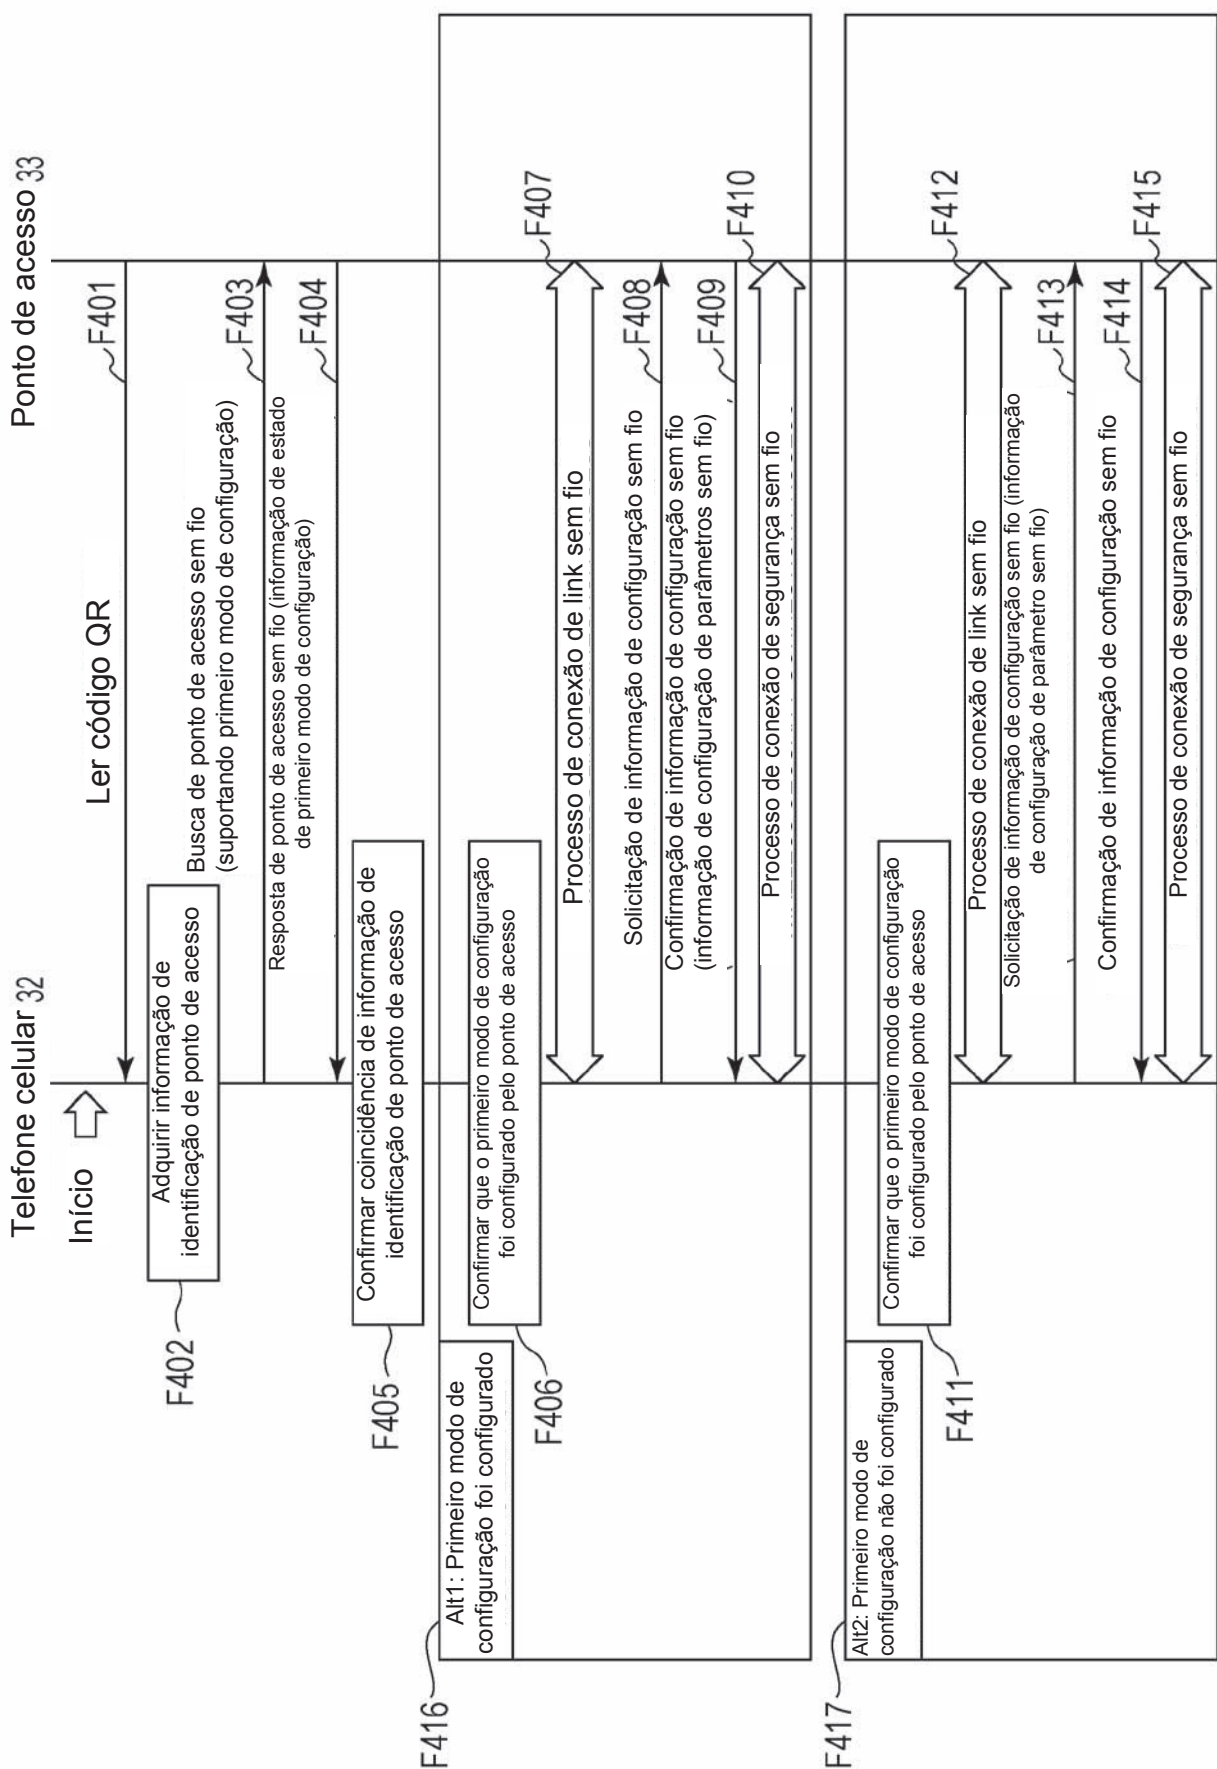 Telefone celular 32
Ponto de acesso 33
Início
Ler código QR
F401
Adquirir informação de
identificação de ponto de acesso
F402
Busca de ponto de acesso sem fio
(suportando primeiro modo de configuração)
F403
Resposta de ponto de acesso sem fio (informação de estado
de primeiro modo de configuração)
F404
Confirmar coincidência de informação de
identificação de ponto de acesso
F405
Alt1: Primeiro modo de
configuração foi configurado
F416
Confirmar que o primeiro modo de configuração
foi configurado pelo ponto de acesso
F406
Processo de conexão de link sem fio
F407
Solicitação de informação de configuração sem fio
F408
Confirmação de informação de configuração sem fio
(informação de configuração de parâmetros sem fio)
F409
Processo de conexão de segurança sem fio
F410
Alt2: Primeiro modo de
configuração não foi configurado
F417
Confirmar que o primeiro modo de configuração
foi configurado pelo ponto de acesso
F411
Processo de conexão de link sem fio
F412
Solicitação de informação de configuração sem fio (informação
de configuração de parâmetro sem fio)
F413
Confirmação de informação de configuração sem fio
F414
Processo de conexão de segurança sem fio
F415